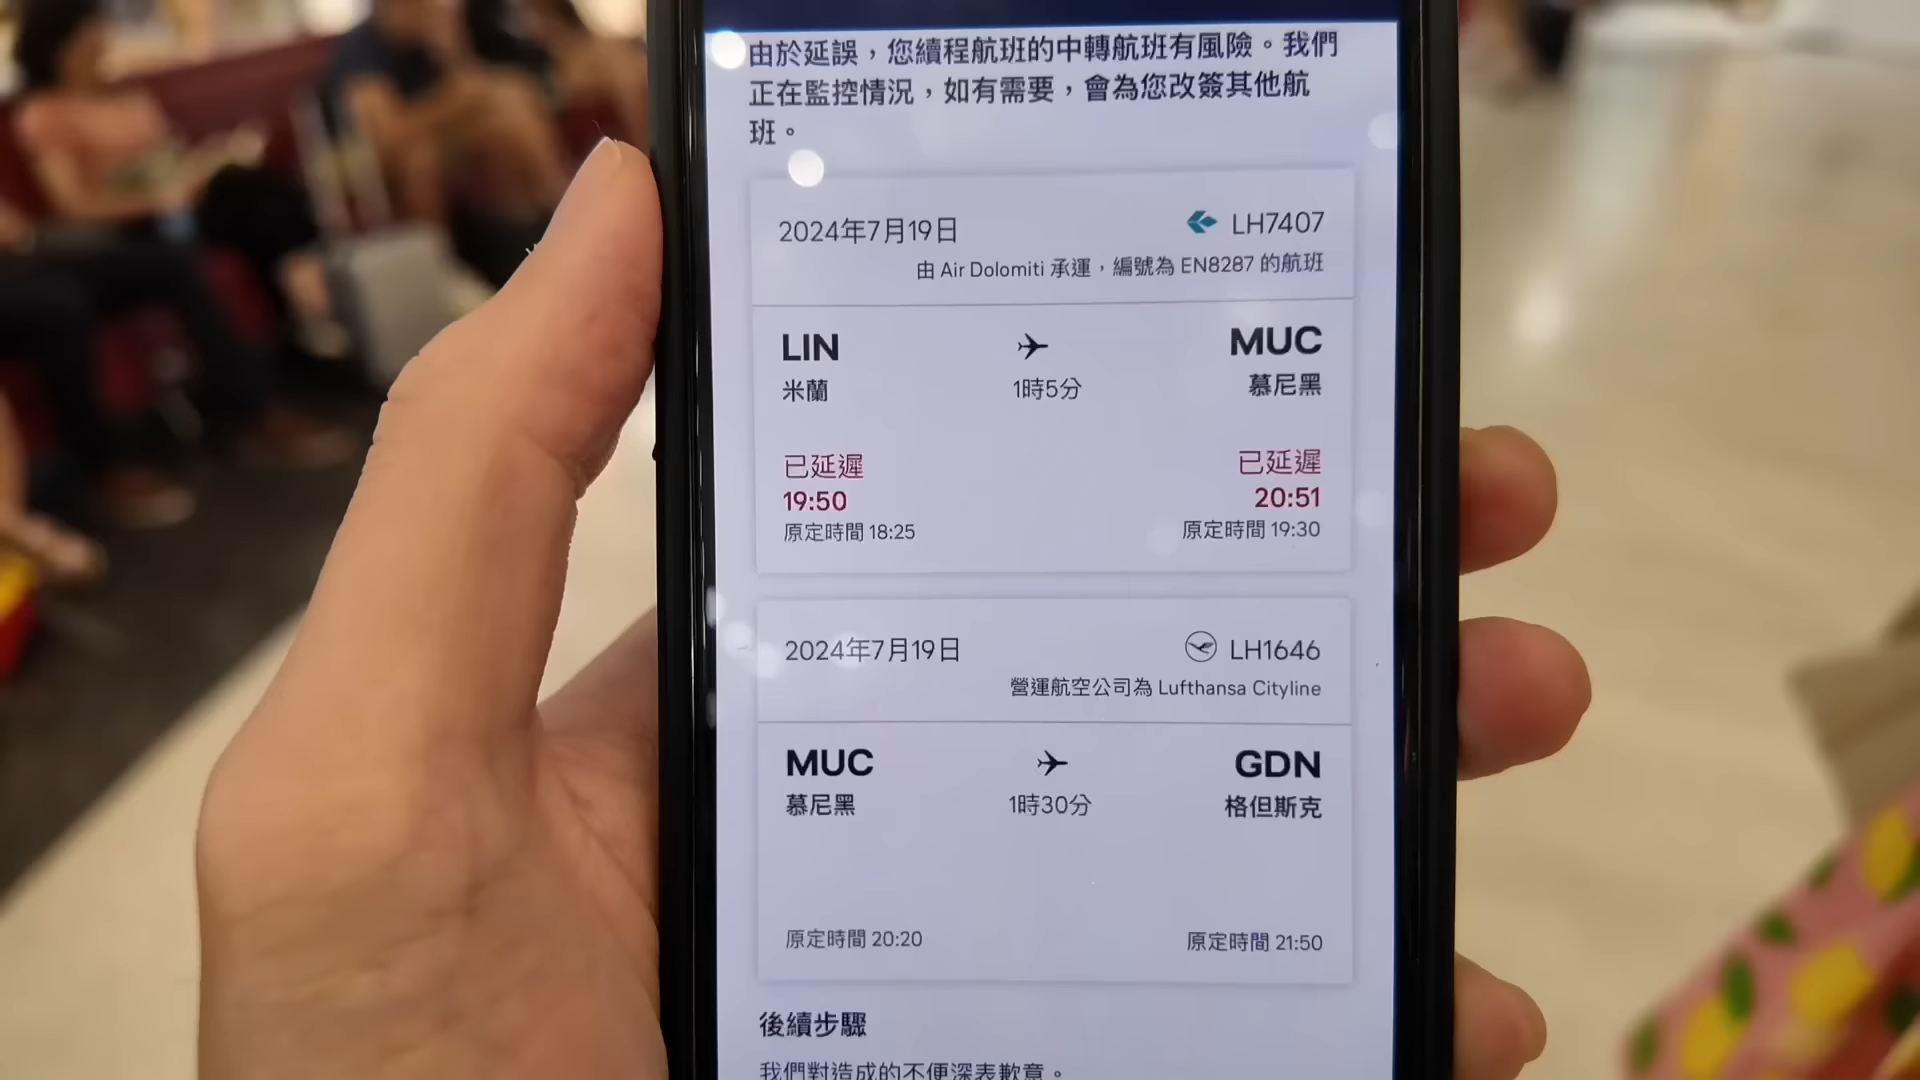 由於延誤，您續程航班的中轉航班有風險。我們
正在監控情況，如有需要，會為您改簽其他航
班。
2024年7月19日 LH7407
由 Air Dolomiti 承運，編號為 EN8287 的航班
LIN MUC
米蘭 1時5分 慕尼黑
已延遲 已延遲
19:50 20:51
原定時間 18:25 原定時間 19:30
2024年7月19日 LH1646
營運航空公司為 Lufthansa Cityline
MUC GDN
慕尼黑 1時30分 格但斯克
原定時間 20:20 原定時間 21:50
後續步驟
我們對造成的不便深表歉意。